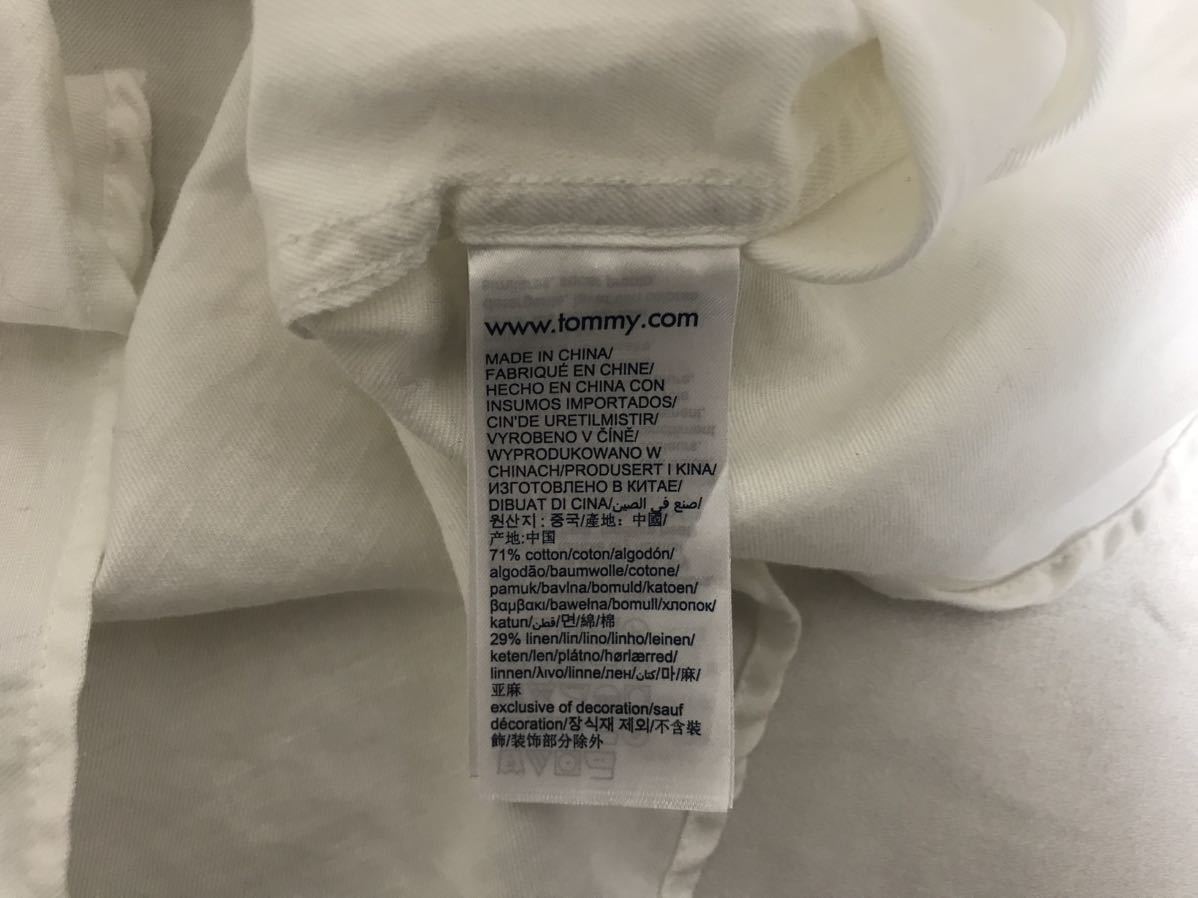 www.tommy.com
MADE IN CHINA/
FABRIQUÉ EN CHINE/
HECHO EN CHINA CON
INSUMOS IMPORTADOS/
CIN'DE URETILMISTIR/
VYROBENO V ČÍNĚ/
WYPRODUKOWANO W
CHINACH/PRODUSERT I KINA/
ИЗГОТОВЛЕНО В КИТАЕ/
DIBUAT DI CINA/صنع في الصين/
원산지 : 중국/產地：中國/
产地:中国
71% cotton/coton/algodón/
algodão/baumwolle/cotone/
pamuk/bavlna/bomuld/katoen/
βαμβακι/bawełna/bomull/хлопок/
katun/قطن/면/綿/棉
29% linen/lin/lino/linho/leinen/
keten/len/plátno/hørlærred/
linnen/λινο/linne/лен/كتان/마/麻/
亚麻
exclusive of decoration/sauf
décoration/장식재 제외/不含裝
飾/装饰部分除外